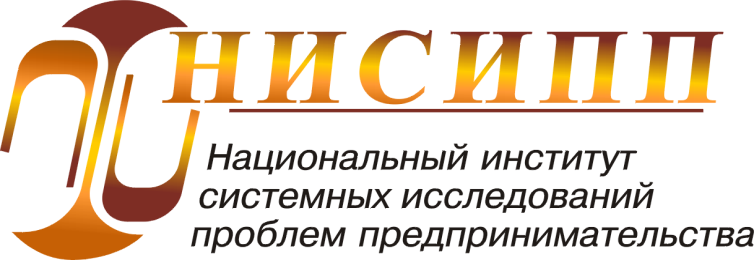 НИСИПП
Национальный институт
системных исследований
проблем предпринимательства